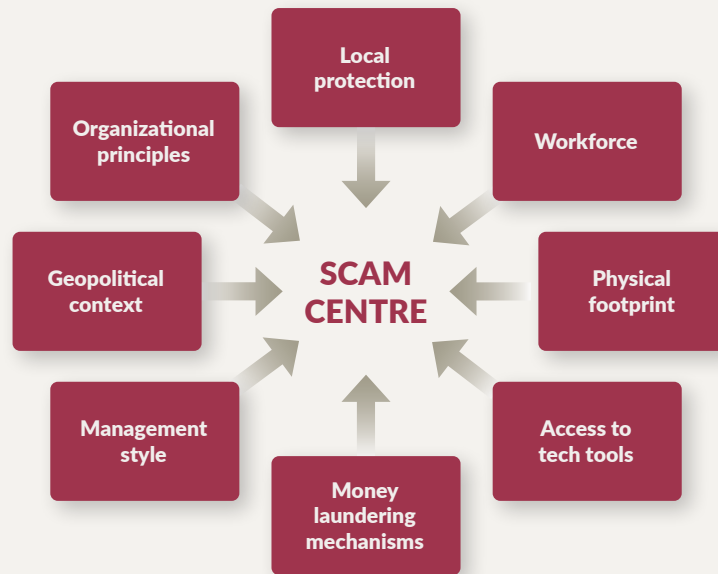 Local
protection
Organizational
principles
Workforce
Geopolitical
context
SCAM
CENTRE
Physical
footprint
Management
style
Access to
tech tools
Money
laundering
mechanisms